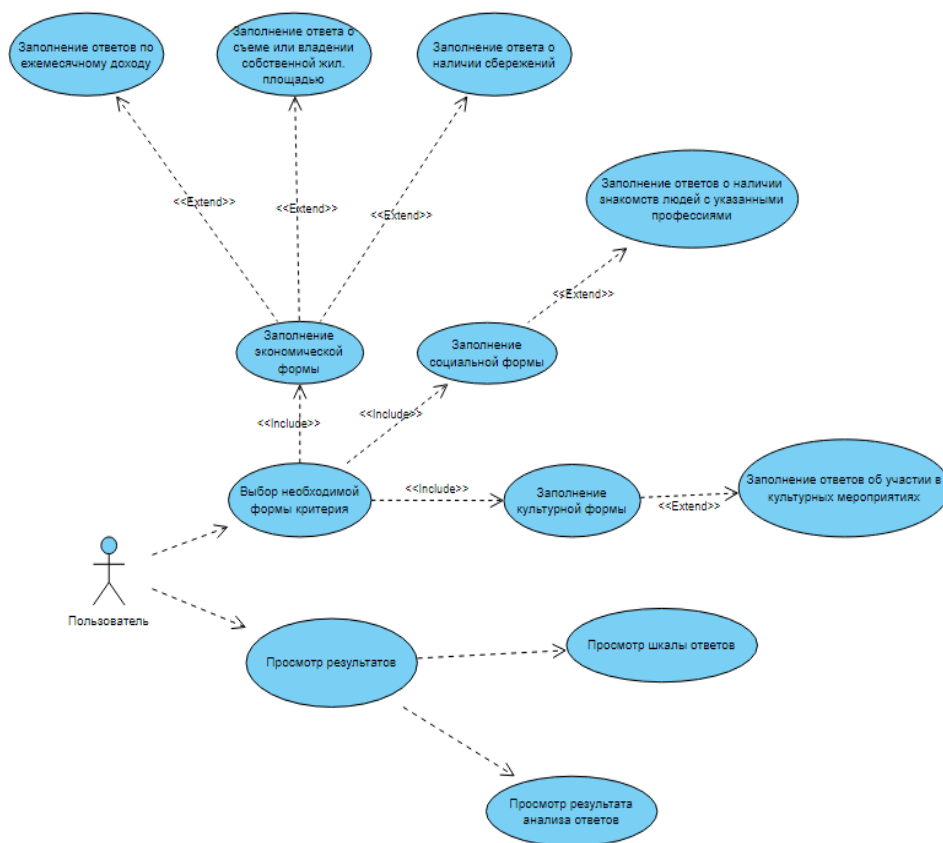 Заполнение ответов по
ежемесячному доходу
Заполнение ответа о
съеме или владении
собственной жил.
площадью
Заполнение ответа о
наличии сбережений
<<Extend>>
<<Extend>>
<<Extend>>
Заполнение ответов о наличии
знакомств людей с указанными
профессиями
<<Extend>>
Заполнение
экономической
формы
Заполнение
социальной формы
<<Include>>
<<Include>>
Выбор необходимой
формы критерия
<<Include>>
Заполнение
культурной формы
<<Extend>>
Заполнение ответов об участии в
культурных мероприятиях
Пользователь
Просмотр результатов
Просмотр шкалы ответов
Просмотр результата
анализа ответов